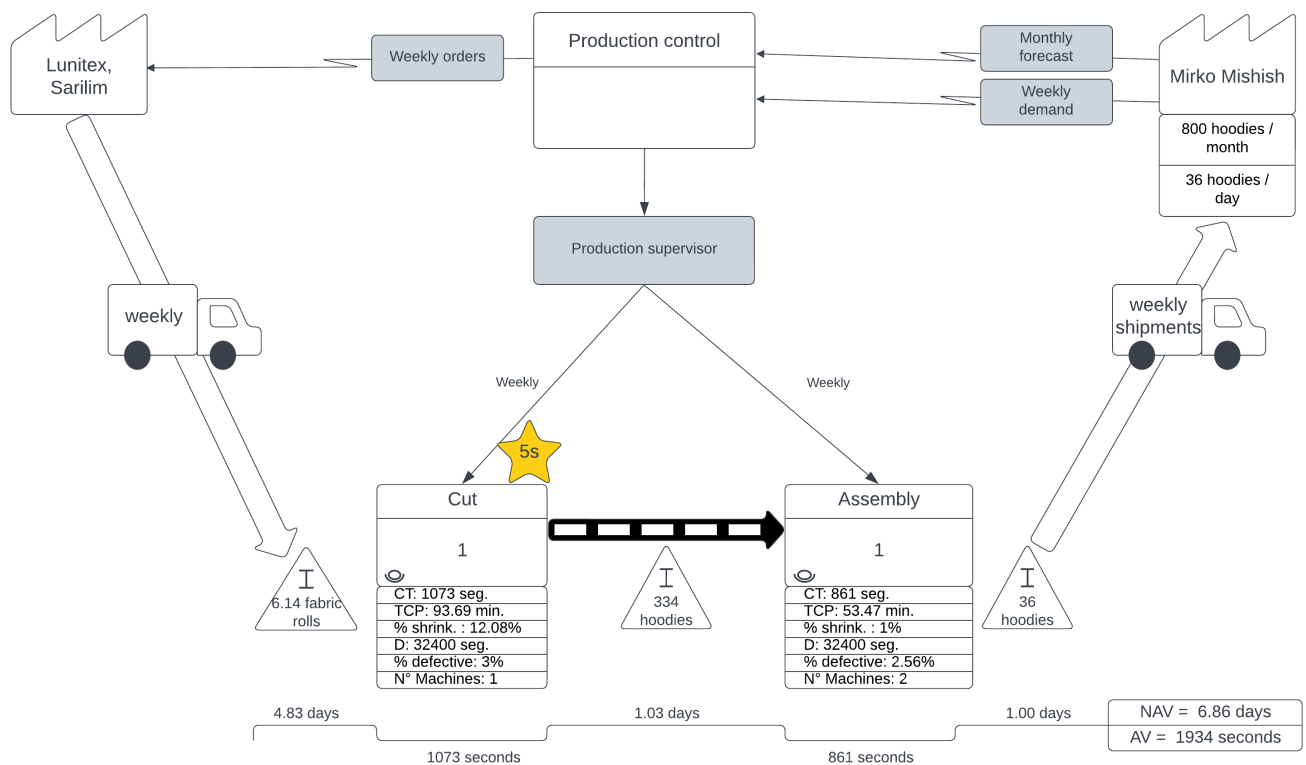 Lunitex,
Sarilim
Weekly orders
Production control
Monthly
forecast
Weekly
demand
Mirko Mishish
800 hoodies /
month
36 hoodies /
day
Production supervisor
weekly
weekly
shipments
Weekly
Weekly
5s
Cut
1
CT: 1073 seg.
TCP: 93.69 min.
% shrink. : 12.08%
D: 32400 seg.
% defective: 3%
N° Machines: 1
Assembly
1
CT: 861 seg.
TCP: 53.47 min.
% shrink. : 1%
D: 32400 seg.
% defective: 2.56%
N° Machines: 2
I
6.14 fabric
rolls
I
334
hoodies
I
36
hoodies
4.83 days
1073 seconds
1.03 days
861 seconds
1.00 days
NAV = 6.86 days
AV = 1934 seconds